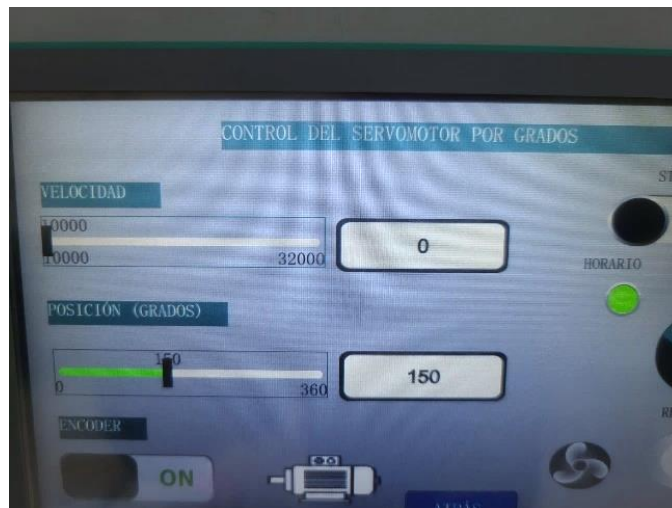 CONTROL DEL SERVOMOTOR POR GRADOS
VELOCIDAD
10000
10000 32000
0
HORARIO
POSICIÓN (GRADOS)
150
0 360
150
ENCODER
ON